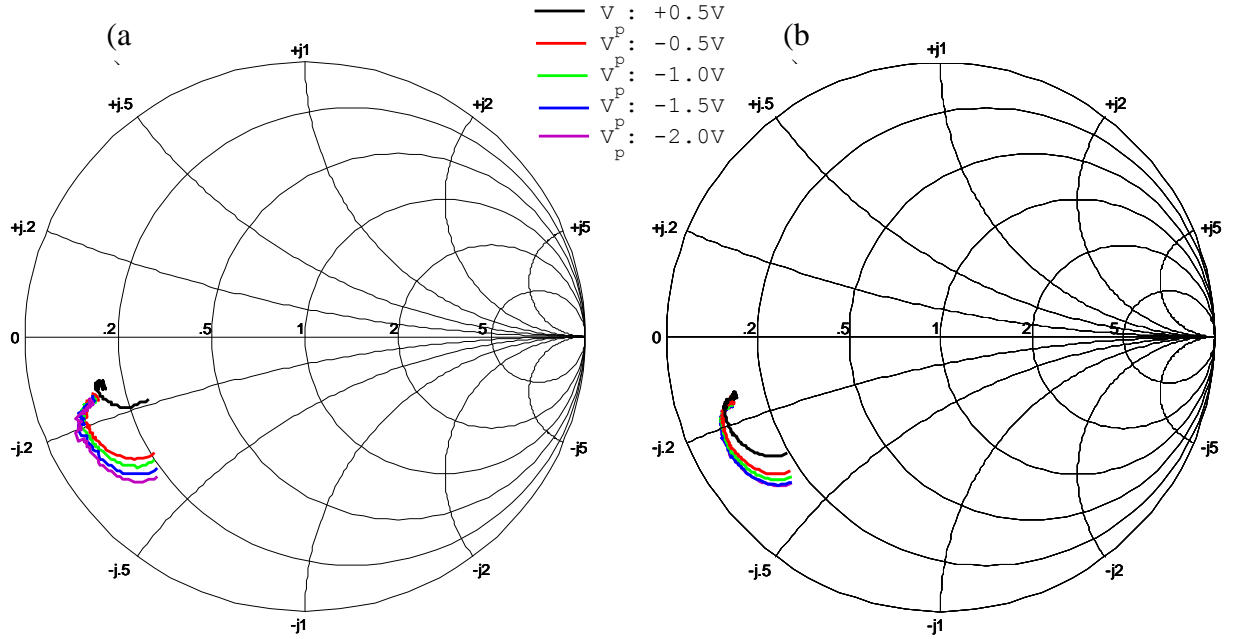 (a
V : +0.5V
p
V : -0.5V
p
V : -1.0V
p
V : -1.5V
p
V : -2.0V
p
(b
+j1
+j.5
+j2
+j.2
+j5
0
.2
.5
1
2
5
-j.2
-j5
-j.5
-j2
-j1
+j1
+j.5
+j2
+j.2
+j5
0
.2
.5
1
2
5
-j.2
-j5
-j.5
-j2
-j1